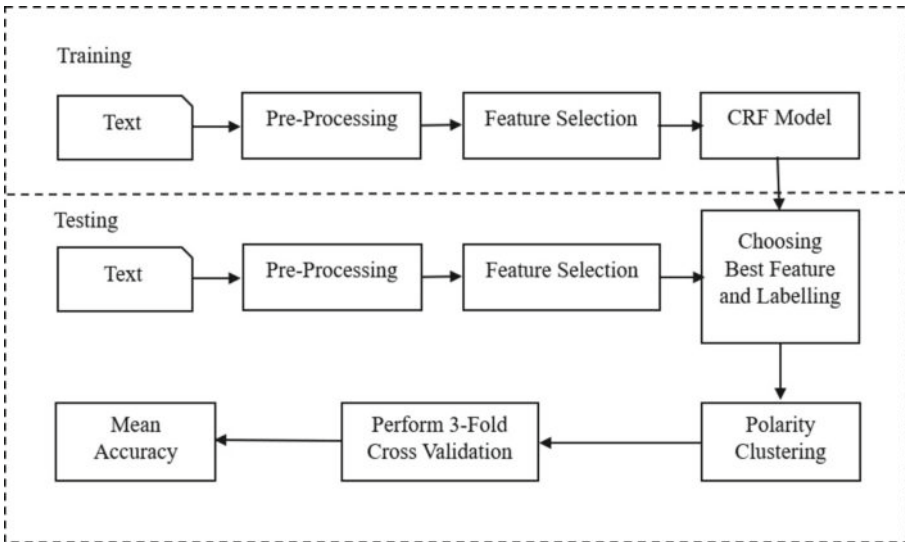 Training
Text
Pre-Processing
Feature Selection
CRF Model
Testing
Text
Pre-Processing
Feature Selection
Choosing
Best Feature
and Labelling
Mean
Accuracy
Perform 3-Fold
Cross Validation
Polarity
Clustering